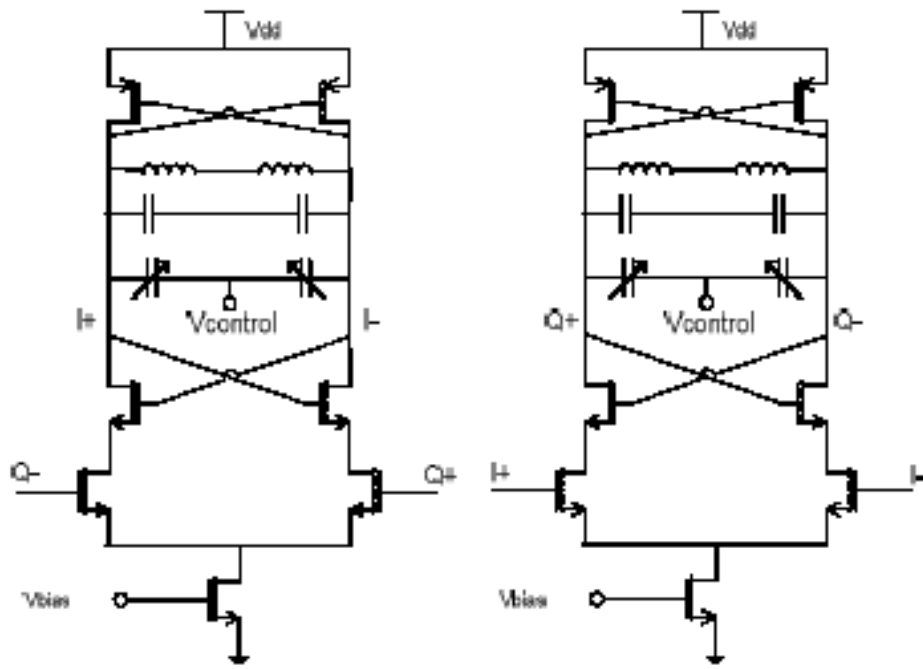 Vdd Vdd
I+ Vcontrol I- Q+ Vcontrol Q-
Q- Q+ I+ I-
Vbias Vbias